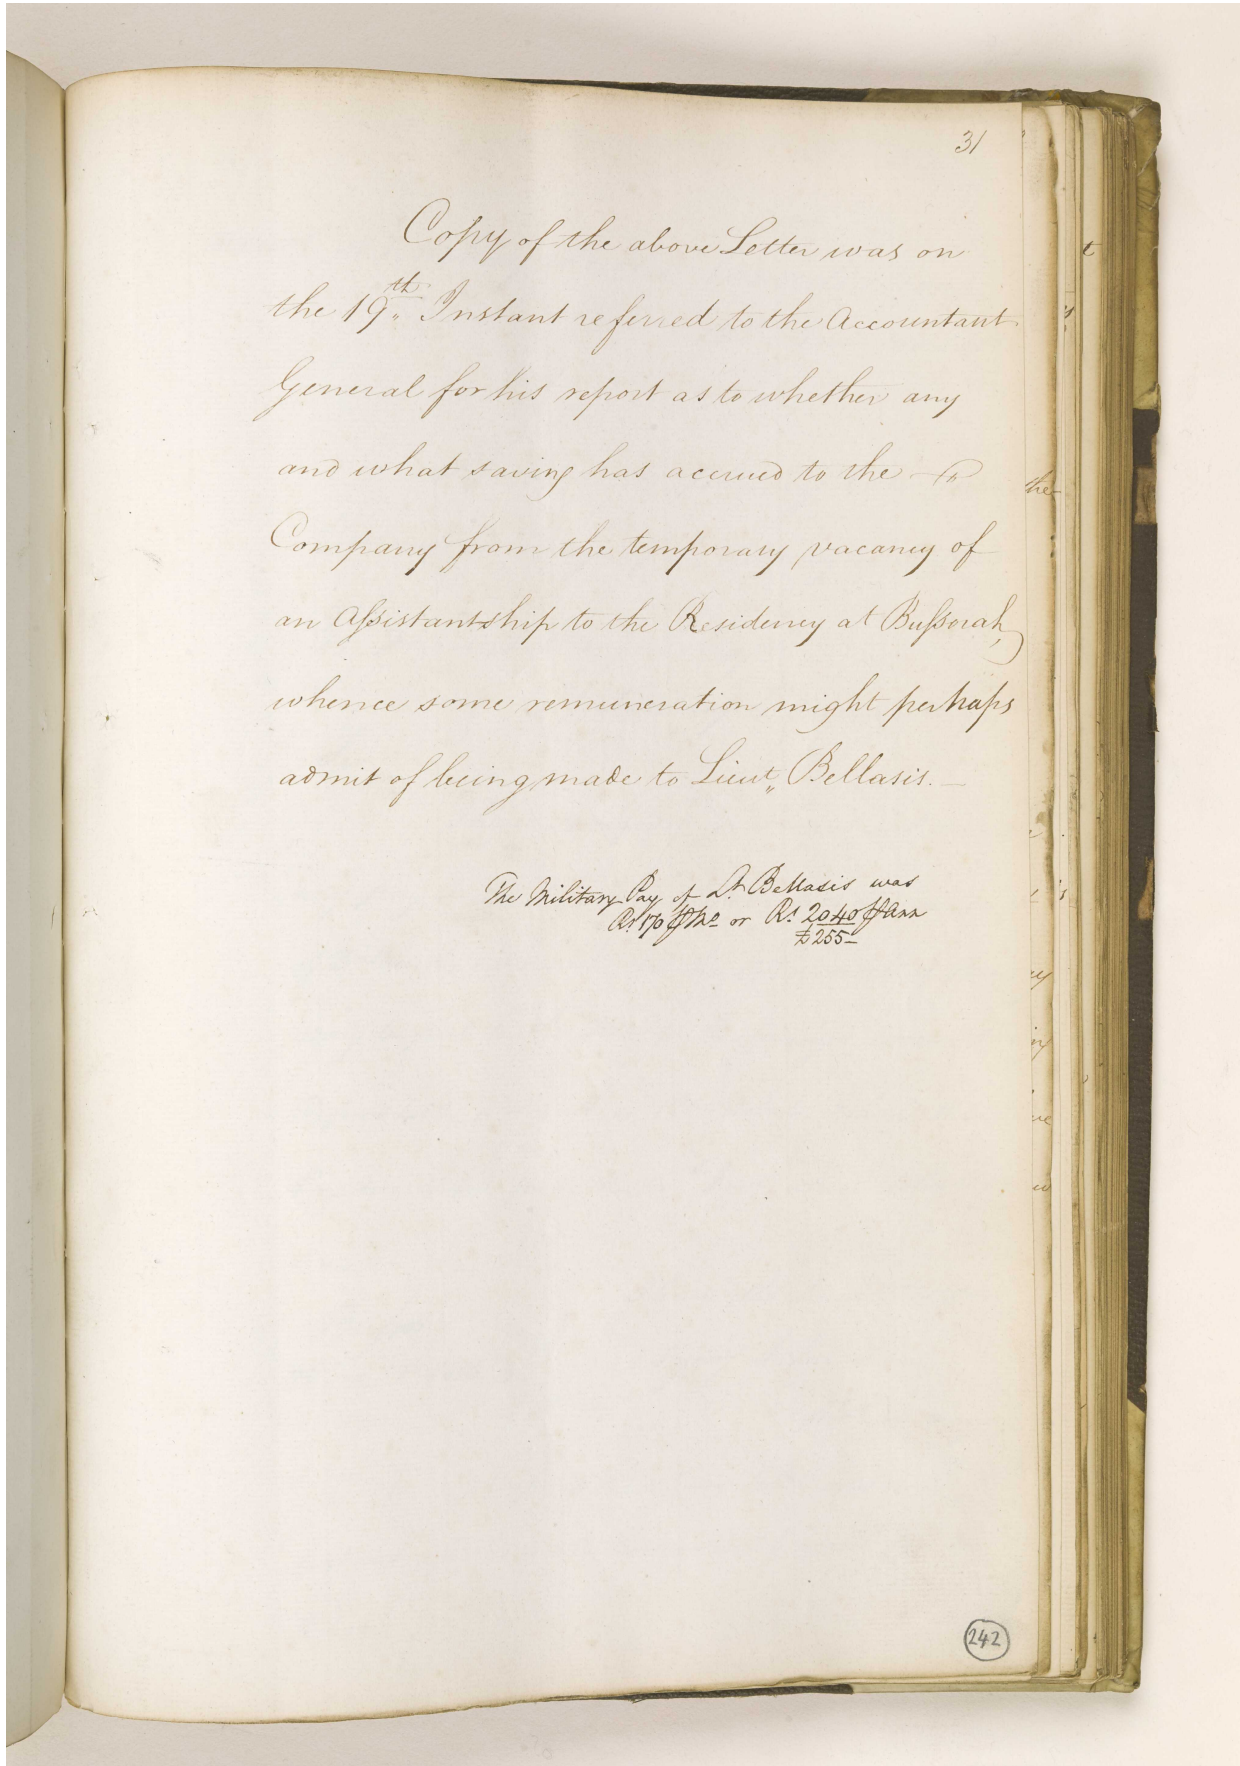 31
Copy of the above Letter was on
the 19th Instant referred to the Accountant
General for his report as to whether any
and what saving has accrued to the
Company from the temporary vacancy of
an Assistantship to the Residency at Bussorah,
whence some remuneration might perhaps
admit of being made to Lieut„ Bellasis. —
The Military Pay of Lt. Bellasis was
Rs 170 ⅌ Mo or Rs 2040 ⅌ Ann
£255—
the
t
242